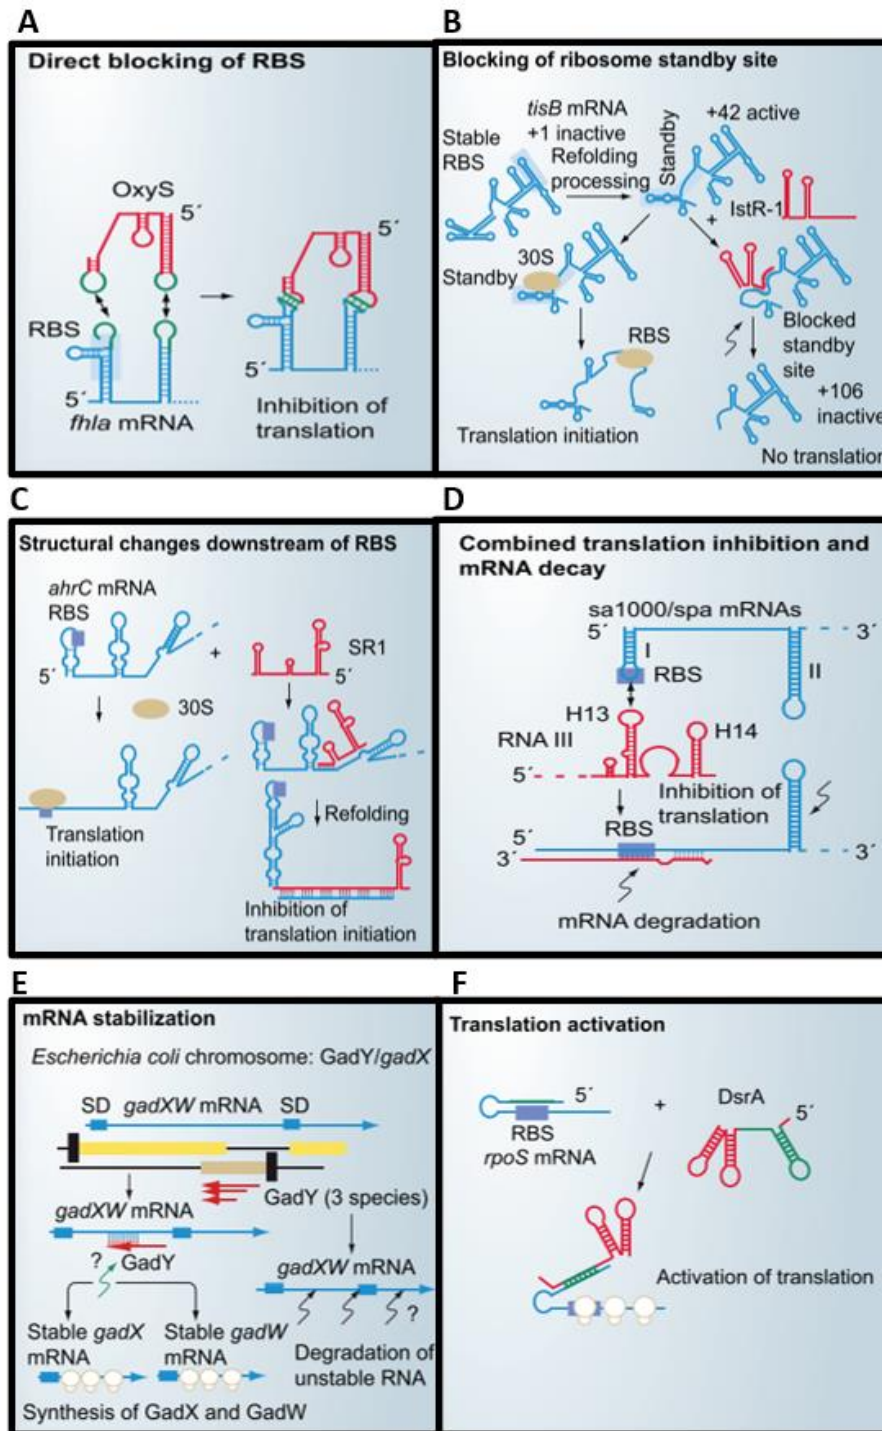 A
Direct blocking of RBS
OxyS
5´
RBS
5´
fhla mRNA
5´
Inhibition of
translation
B
Blocking of ribosome standby site
tisB mRNA
+1 inactive
Refolding
processing
Stable
RBS
Standby
+42 active
+
IstR-1
30S
Standby
RBS
Blocked
standby
site
+106
inactive
Translation initiation
No translation
C
Structural changes downstream of RBS
ahrC mRNA
RBS
5´
+
SR1
5´
30S
Refolding
Translation
initiation
Inhibition of
translation initiation
D
Combined translation inhibition and
mRNA decay
sa1000/spa mRNAs
5´
3´
I
II
RBS
H13
H14
RNA III
5´
Inhibition of
translation
RBS
5´
3´
3´
mRNA degradation
E
mRNA stabilization
Escherichia coli chromosome: GadY/gadX
SD gadXW mRNA SD
GadY (3 species)
gadXW mRNA
? GadY
gadXW mRNA
?
Stable gadX
mRNA
Stable gadW
mRNA
Degradation of
unstable RNA
Synthesis of GadX and GadW
F
Translation activation
5´
+
DsrA
5´
RBS
rpoS mRNA
Activation of translation